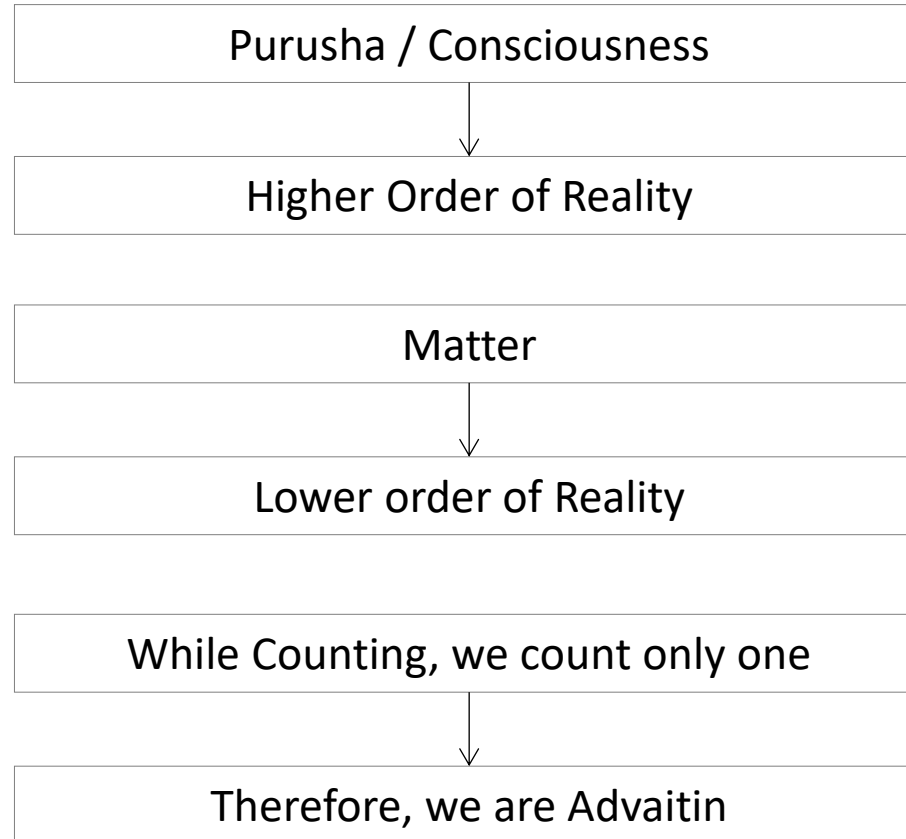 Purusha / Consciousness
Higher Order of Reality
Matter
Lower order of Reality
While Counting, we count only one
Therefore, we are Advaitin